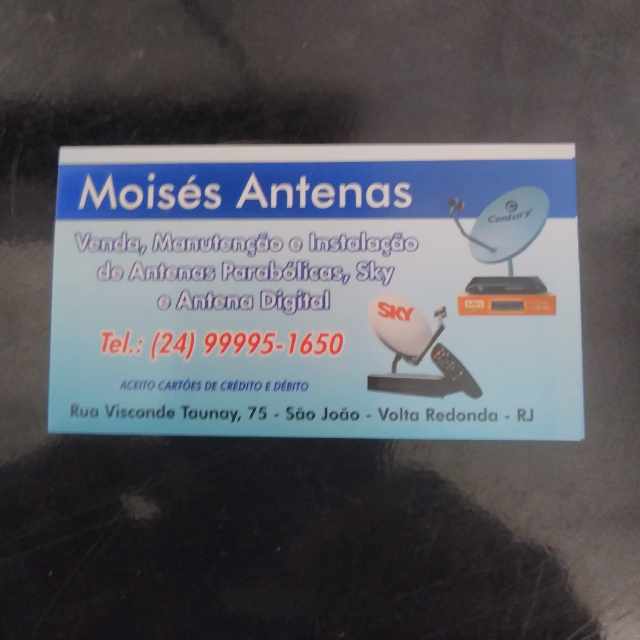 Moisés Antenas
Century
Venda, Manutenção e Instalação
de Antenas Parabólicas, Sky
e Antena Digital
SKY
Tel.: (24) 99995-1650
ACEITO CARTÕES DE CRÉDITO E DÉBITO
Rua Visconde Taunay, 75 - São João - Volta Redonda - RJ